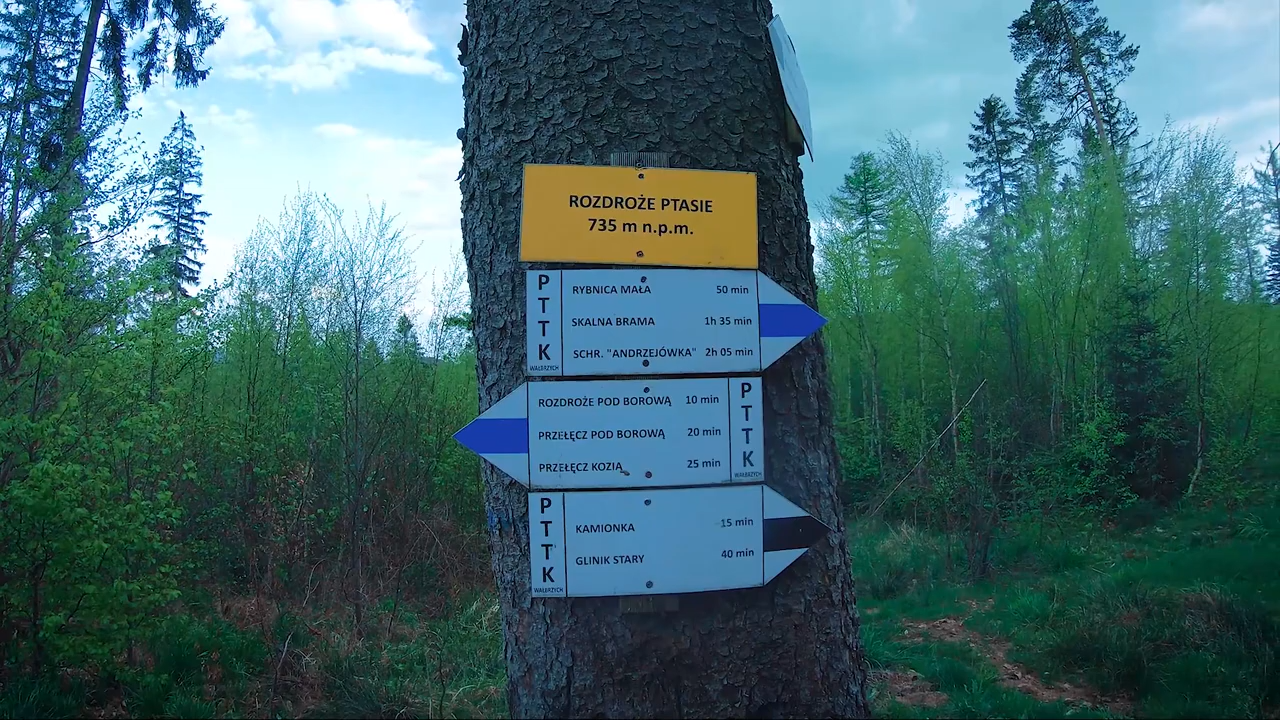 ROZDROŻE PTASIE
735 m n.p.m.
PTTK
WAŁBRZYCH
RYBNICA MAŁA 50 min
SKALNA BRAMA 1h 35 min
SCHR. "ANDRZEJÓWKA" 2h 05 min
ROZDROŻE POD BOROWĄ 10 min
PRZEŁĘCZ POD BOROWĄ 20 min
PRZEŁĘCZ KOZIA 25 min
PTTK
WAŁBRZYCH
PTTK
WAŁBRZYCH
KAMIONKA 15 min
GLINIK STARY 40 min